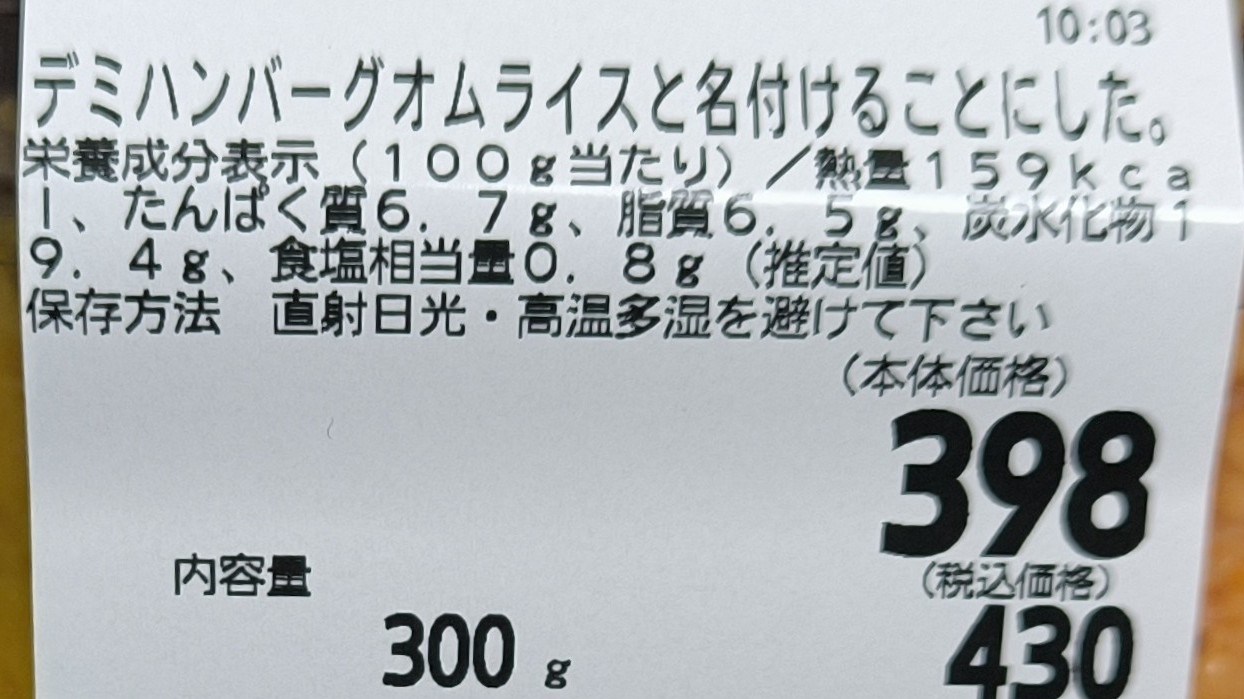 10:03
デミハンバーグオムライスと名付けることにした。
栄養成分表示（１００ｇ当たり）／熱量１５９ｋｃａ
ｌ、たんぱく質６．７ｇ、脂質６．５ｇ、炭水化物１
９．４ｇ、食塩相当量０．８ｇ（推定値）
保存方法　直射日光・高温多湿を避けて下さい
（本体価格）
398
内容量
（税込価格）
300 g
430